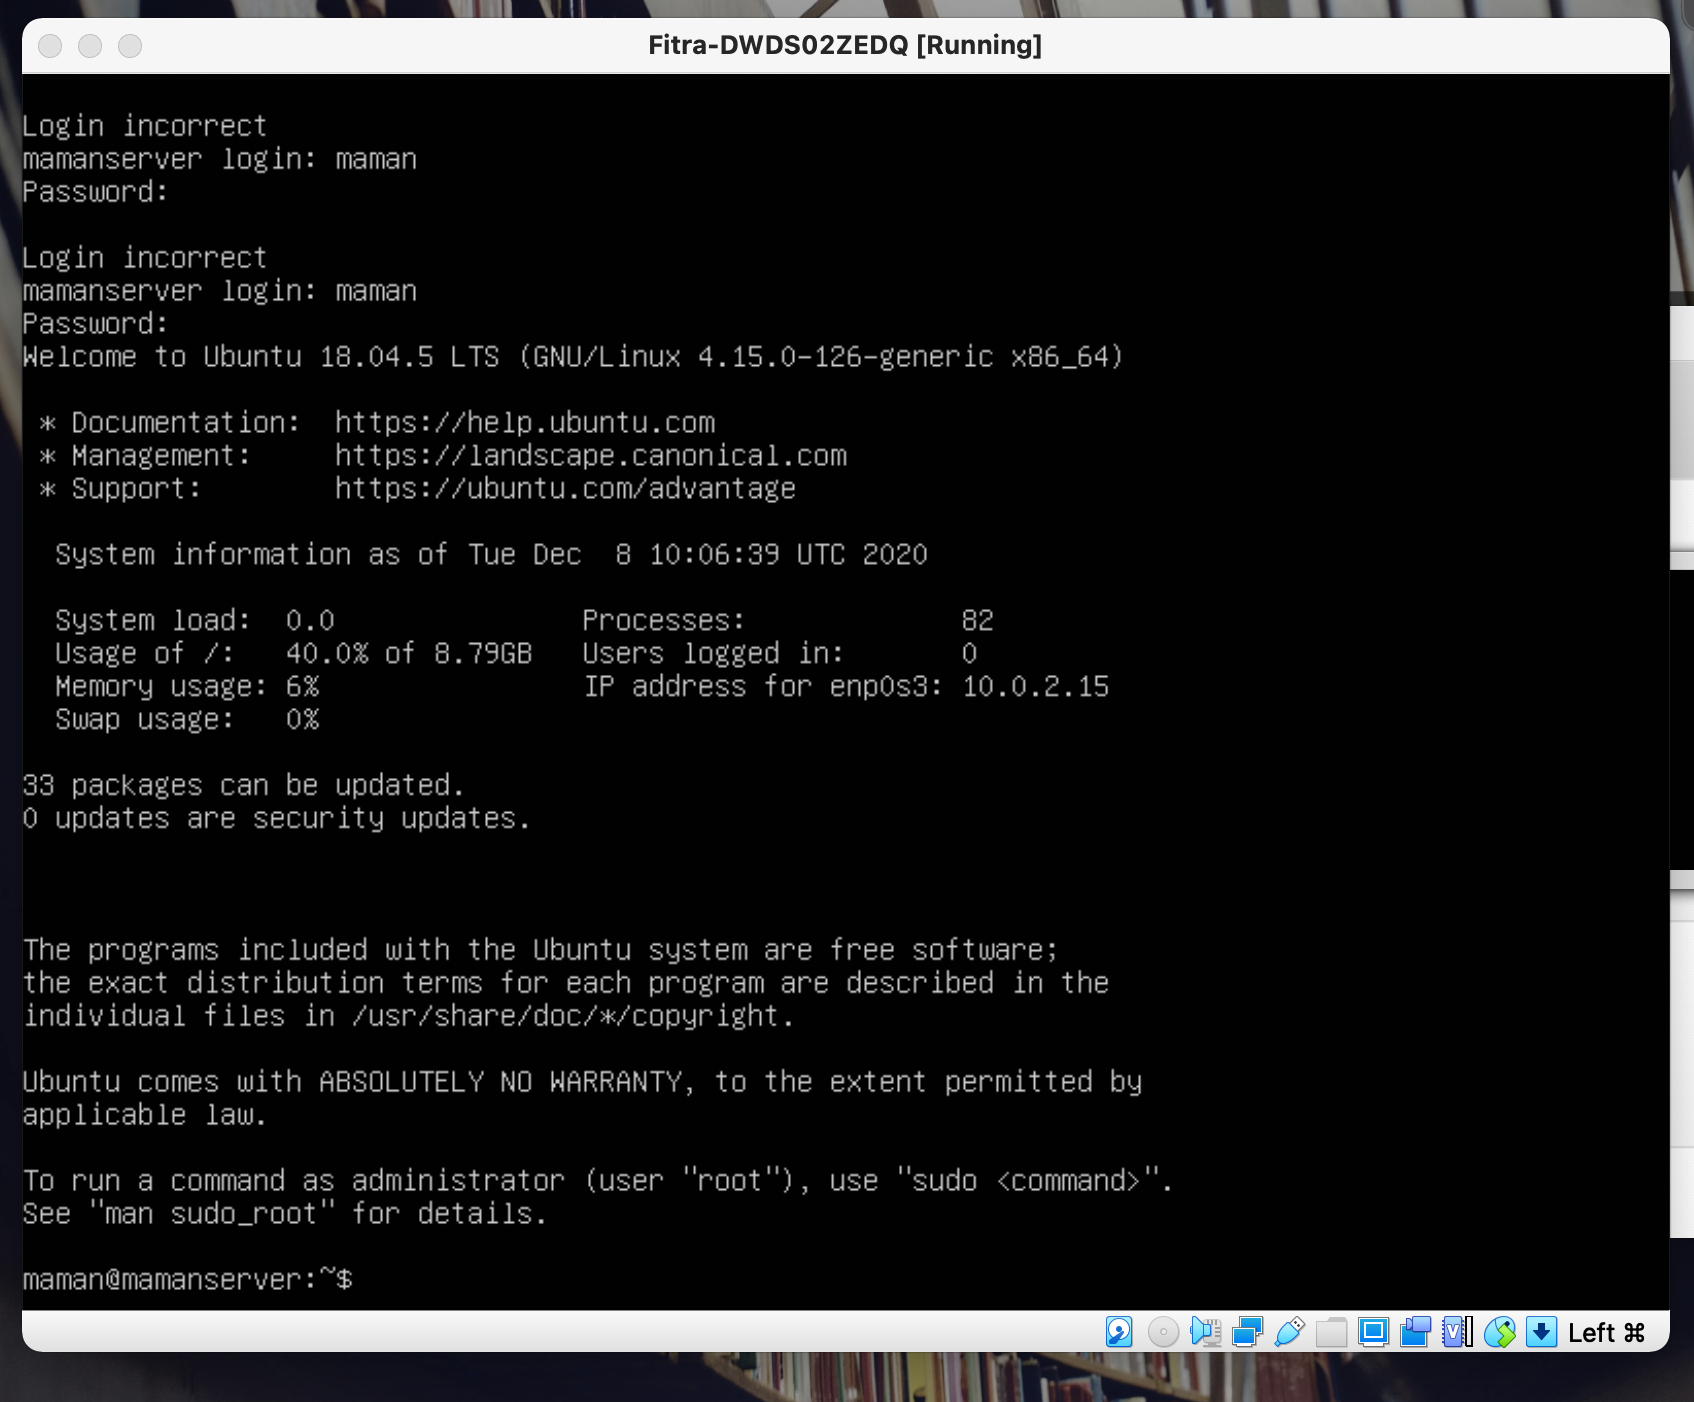 Fitra-DWDS02ZEDQ [Running]
Login incorrect
mamanserver login: maman
Password:
Login incorrect
mamanserver login: maman
Password:
Welcome to Ubuntu 18.04.5 LTS (GNU/Linux 4.15.0-126-generic x86_64)
* Documentation:  https://help.ubuntu.com
* Management:     https://landscape.canonical.com
* Support:        https://ubuntu.com/advantage
System information as of Tue Dec  8 10:06:39 UTC 2020
System load:  0.0               Processes:             82
Usage of /:   40.0% of 8.79GB   Users logged in:       0
Memory usage: 6%                IP address for enp0s3: 10.0.2.15
Swap usage:   0%
33 packages can be updated.
0 updates are security updates.
The programs included with the Ubuntu system are free software;
the exact distribution terms for each program are described in the
individual files in /usr/share/doc/*/copyright.
Ubuntu comes with ABSOLUTELY NO WARRANTY, to the extent permitted by
applicable law.
To run a command as administrator (user "root"), use "sudo <command>".
See "man sudo_root" for details.
maman@mamanserver:~$
Left ⌘